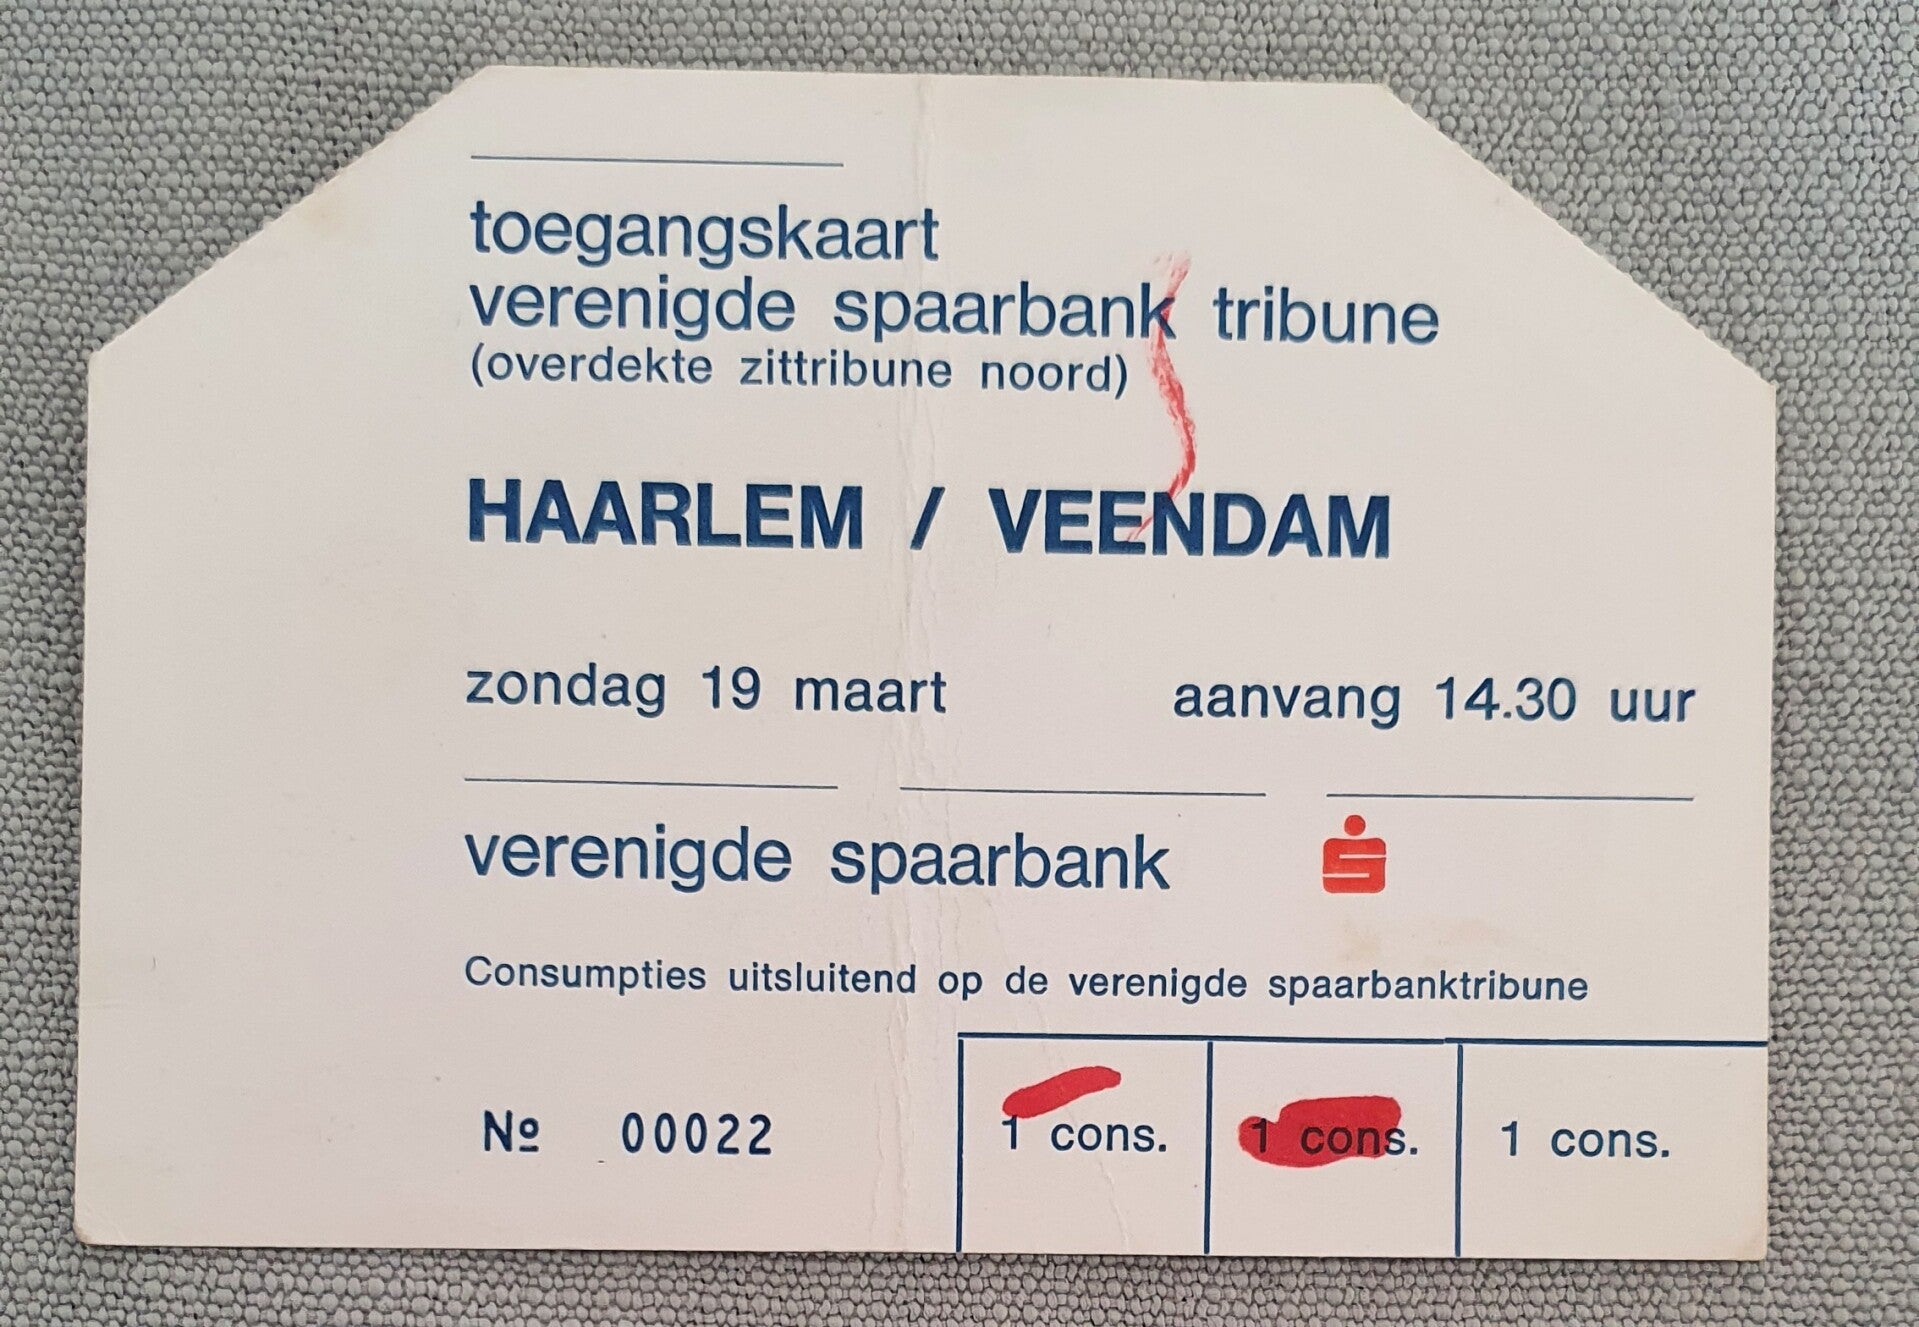 toegangskaart
verenigde spaarbank tribune
(overdekte zittribune noord)
HAARLEM / VEENDAM
zondag 19 maart aanvang 14.30 uur
verenigde spaarbank
Consumpties uitsluitend op de verenigde spaarbanktribune
Nº 00022 1 cons. 1 cons. 1 cons.